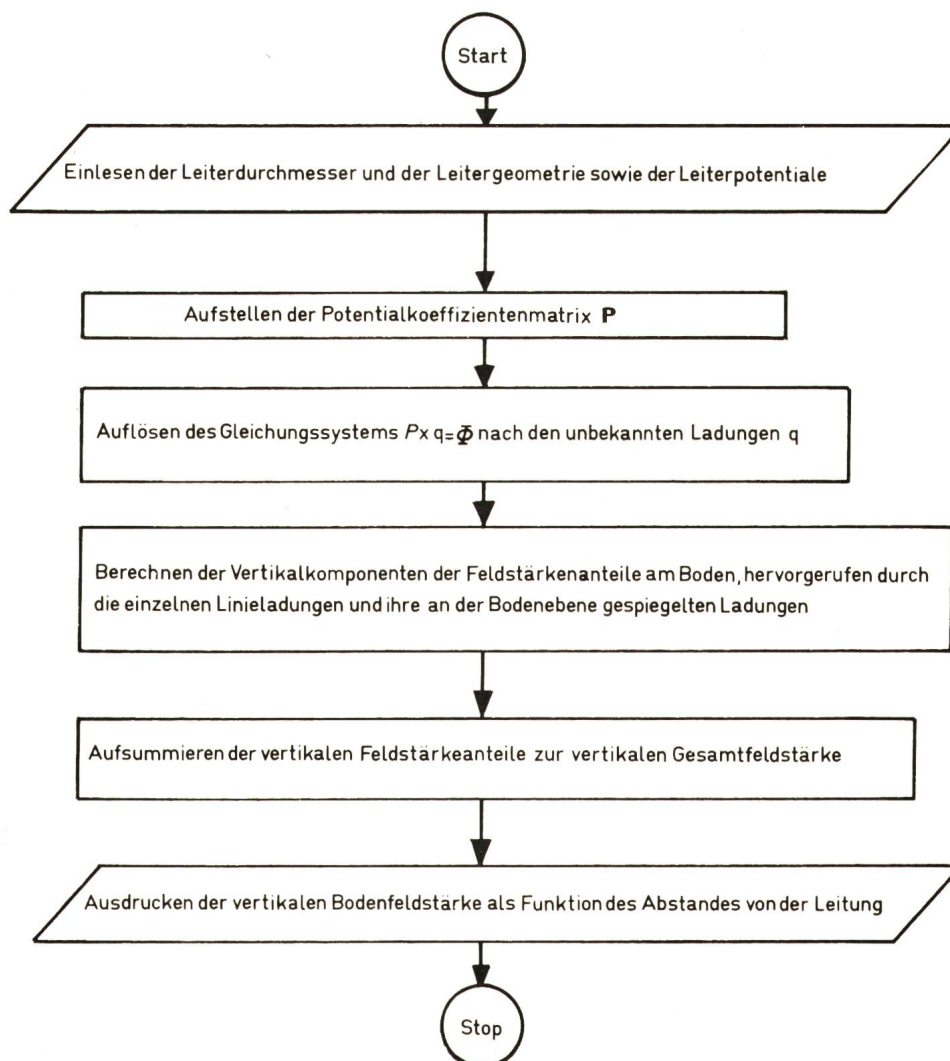 Start
Einlesen der Leiterdurchmesser und der Leitergeometrie sowie der Leiterpotentiale
Aufstellen der Potentialkoeffizientenmatrix P
Auflösen des Gleichungssystems P x q = Φ nach den unbekannten Ladungen q
Berechnen der Vertikalkomponenten der Feldstärkenanteile am Boden, hervorgerufen durch
die einzelnen Linieladungen und ihre an der Bodenebene gespiegelten Ladungen
Aufsummieren der vertikalen Feldstärkeanteile zur vertikalen Gesamtfeldstärke
Ausdrucken der vertikalen Bodenfeldstärke als Funktion des Abstandes von der Leitung
Stop